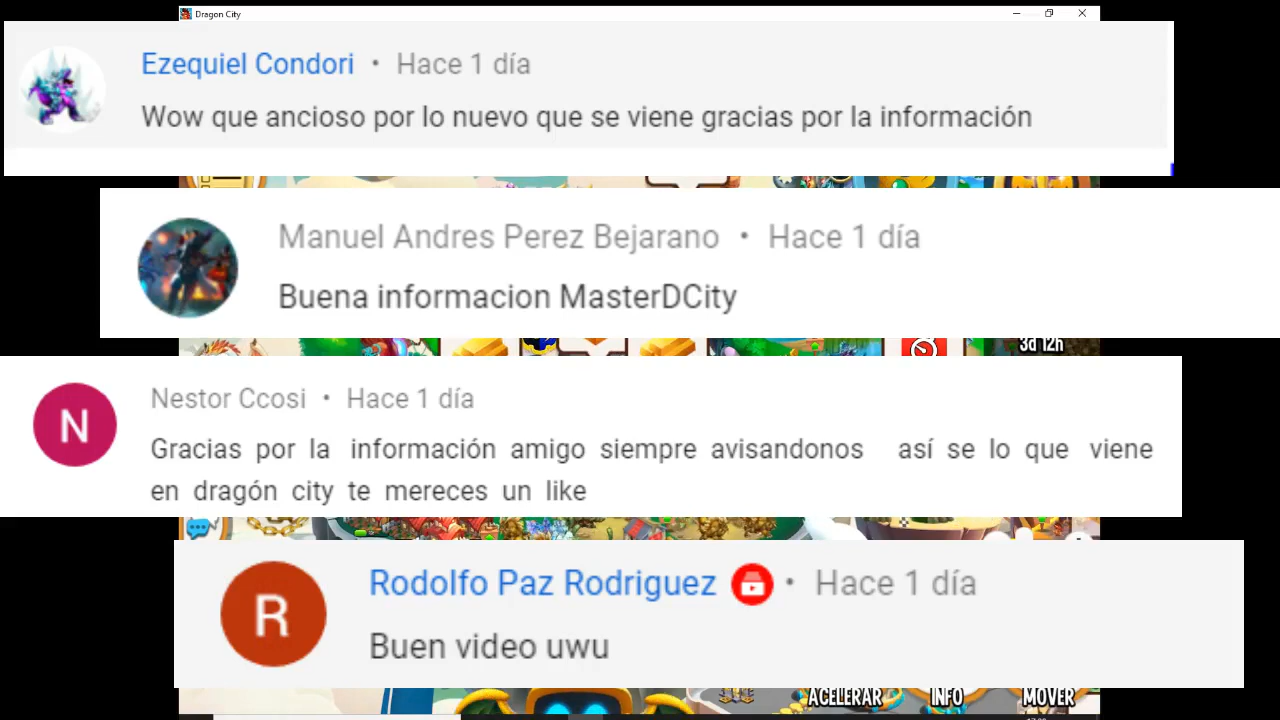 Dragon City
Ezequiel Condori • Hace 1 día
Wow que ancioso por lo nuevo que se viene gracias por la información
Manuel Andres Perez Bejarano • Hace 1 día
Buena informacion MasterDCity
3d 12h
N
Nestor Ccosi • Hace 1 día
Gracias por la información amigo siempre avisandonos así se lo que viene
en dragón city te mereces un like
R
Rodolfo Paz Rodriguez • Hace 1 día
Buen video uwu
ACELERAR INFO MOVER